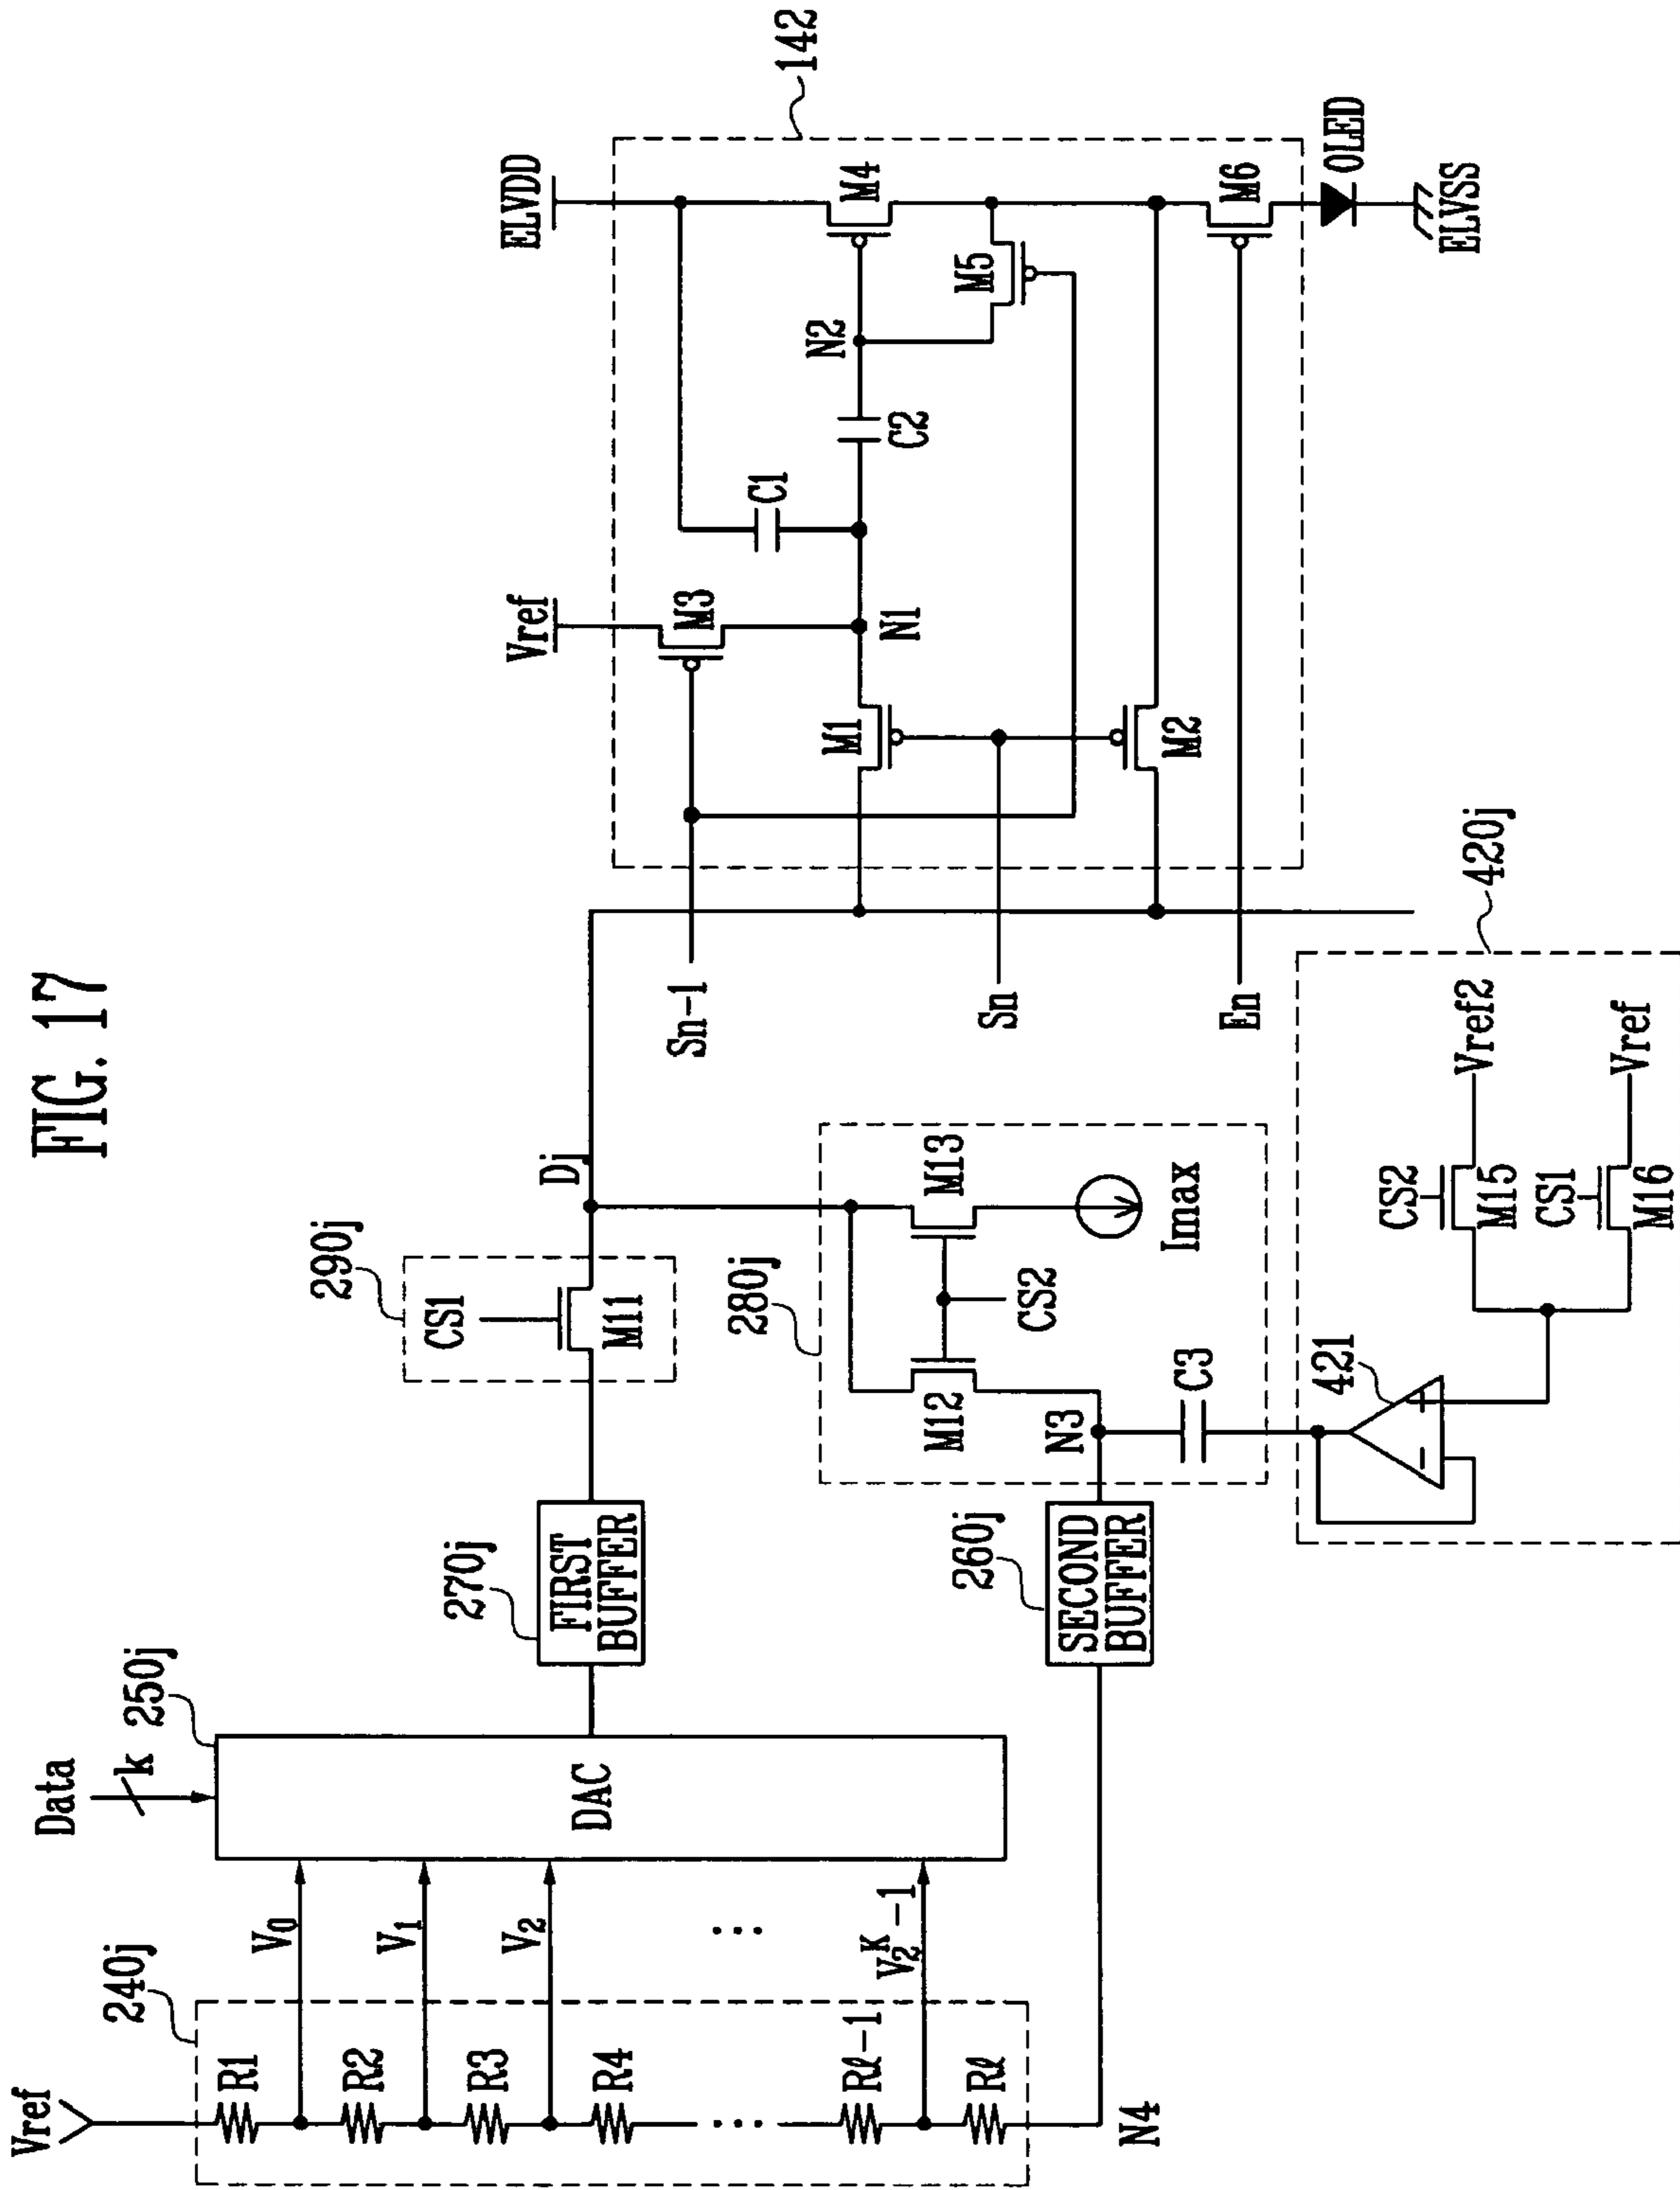 FIG. 17
Vref
240j
R1
R2
R3
R4
...
Rℓ-1
Rℓ
N4
V0
V1
V2
...
V2^K-1
Data
k
250j
DAC
270j
FIRST
BUFFER
260j
SECOND
BUFFER
290j
CS1
M11
Dj
280j
M12
M13
CS2
Imax
N3
C3
421
+
-
CS2
M15
Vref2
CS1
M16
Vref
420j
Sn-1
Sn
En
Vref
M3
M1
N1
M2
C1
C2
N2
M5
ELVDD
M4
M6
142
OLED
ELVSS